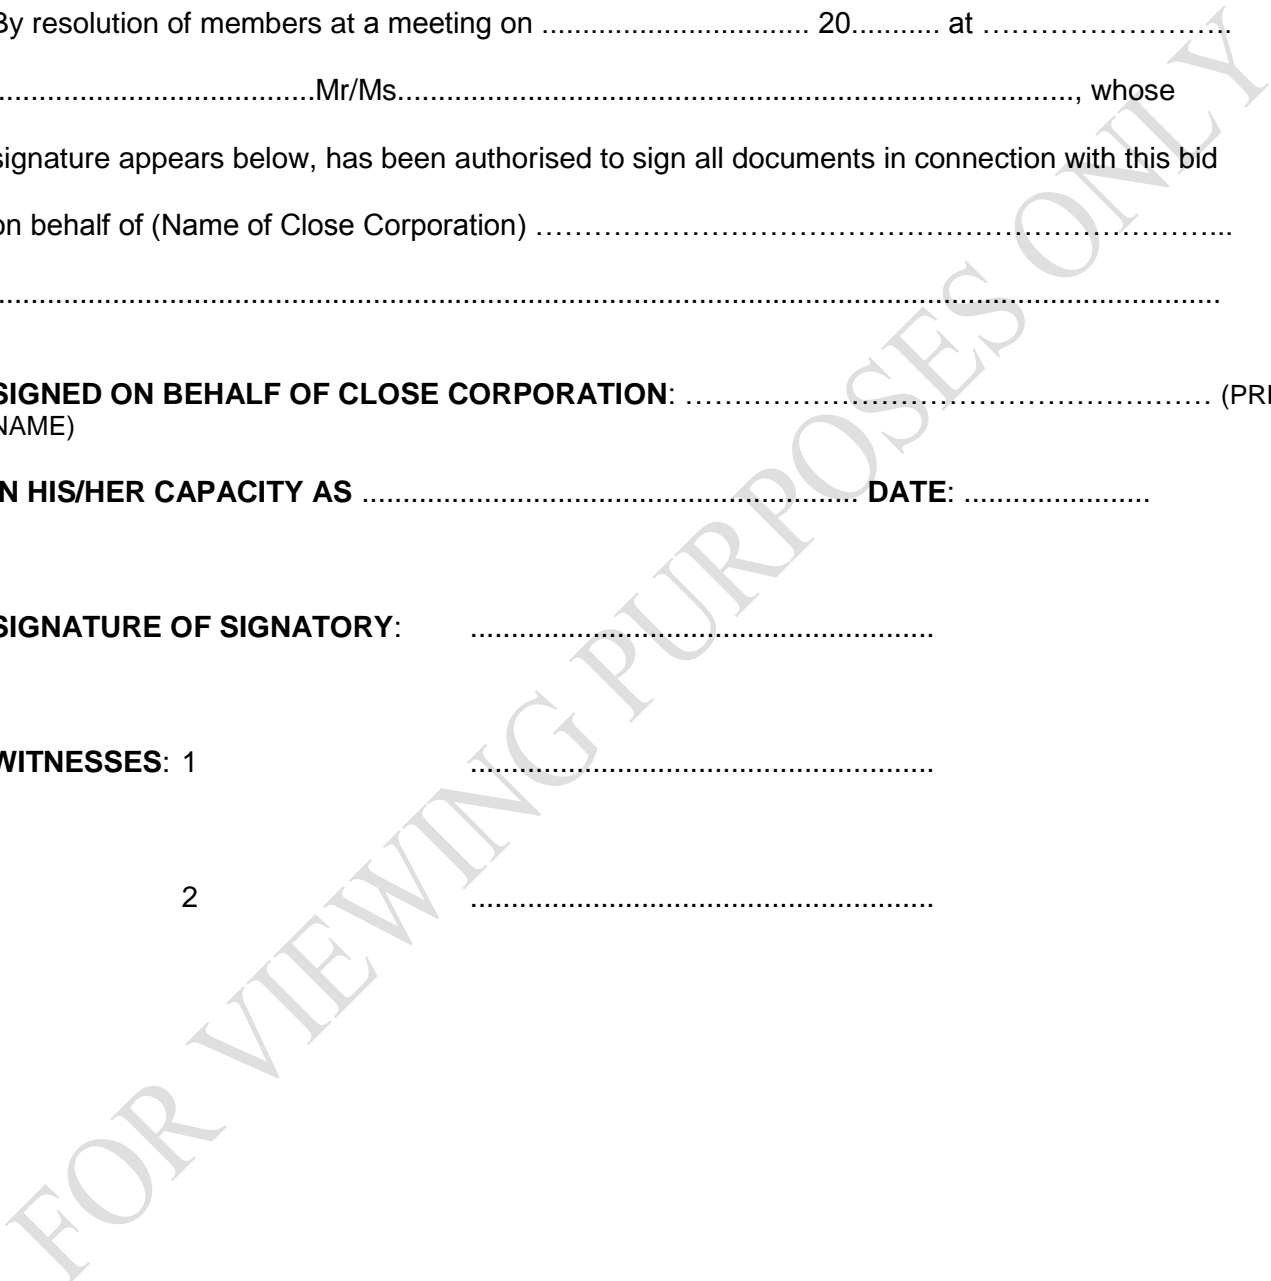 By resolution of members at a meeting on ................................. 20........... at ……………………..
.......................................Mr/Ms...................................................................................., whose
signature appears below, has been authorised to sign all documents in connection with this bid
on behalf of (Name of Close Corporation) ……………………………………………………………...
.......................................................................................................................................................
SIGNED ON BEHALF OF CLOSE CORPORATION: ……………………………………………… (PRI
NAME)
IN HIS/HER CAPACITY AS ............................................................. DATE: .......................
SIGNATURE OF SIGNATORY: .........................................................
WITNESSES: 1 .........................................................
2 .........................................................
FOR VIEWING PURPOSES ONLY